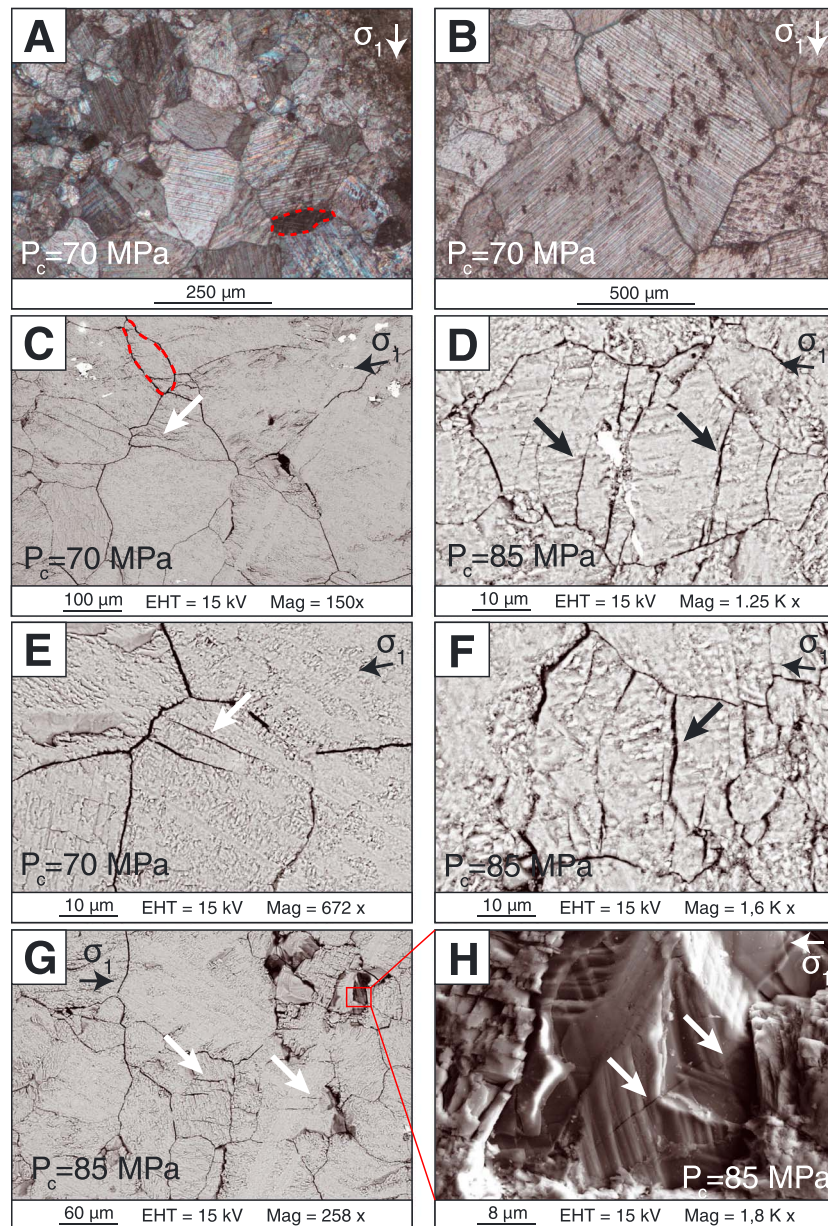 A
σ1
Pc=70 MPa
250 μm
B
σ1
Pc=70 MPa
500 μm
C
σ1
Pc=70 MPa
100 μm EHT = 15 kV Mag = 150x
D
σ1
Pc=85 MPa
10 μm EHT = 15 kV Mag = 1.25 K x
E
σ1
Pc=70 MPa
10 μm EHT = 15 kV Mag = 672 x
F
σ1
Pc=85 MPa
10 μm EHT = 15 kV Mag = 1,6 K x
G
σ1
Pc=85 MPa
60 μm EHT = 15 kV Mag = 258 x
H
σ1
Pc=85 MPa
8 μm EHT = 15 kV Mag = 1,8 K x